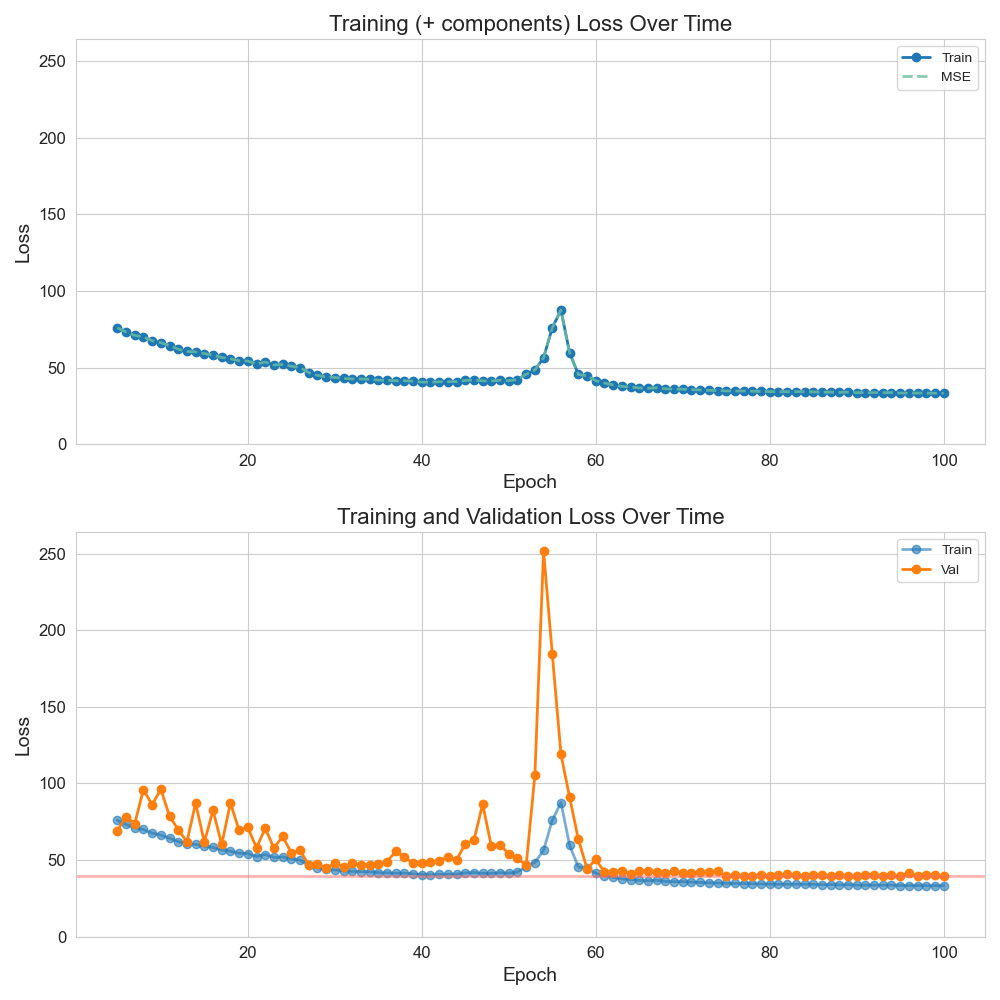 Training (+ components) Loss Over Time
250
200
150
100
50
0
Loss
Train
MSE
20 40 60 80 100
Epoch
Training and Validation Loss Over Time
250
200
150
100
50
0
Loss
Train
Val
20 40 60 80 100
Epoch